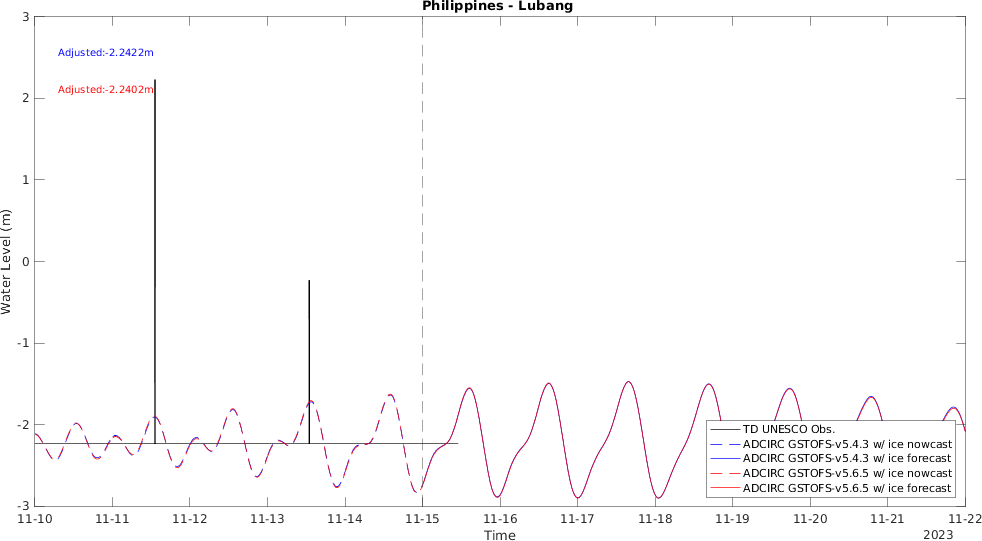 Philippines - Lubang
3
Adjusted:-2.2422m
Adjusted:-2.2402m
2
1
0
-1
-2
-3
Water Level (m)
TD UNESCO Obs.
ADCIRC GSTOFS-v5.4.3 w/ ice nowcast
ADCIRC GSTOFS-v5.4.3 w/ ice forecast
ADCIRC GSTOFS-v5.6.5 w/ ice nowcast
ADCIRC GSTOFS-v5.6.5 w/ ice forecast
11-10 11-11 11-12 11-13 11-14 11-15 11-16 11-17 11-18 11-19 11-20 11-21 11-22
Time
2023